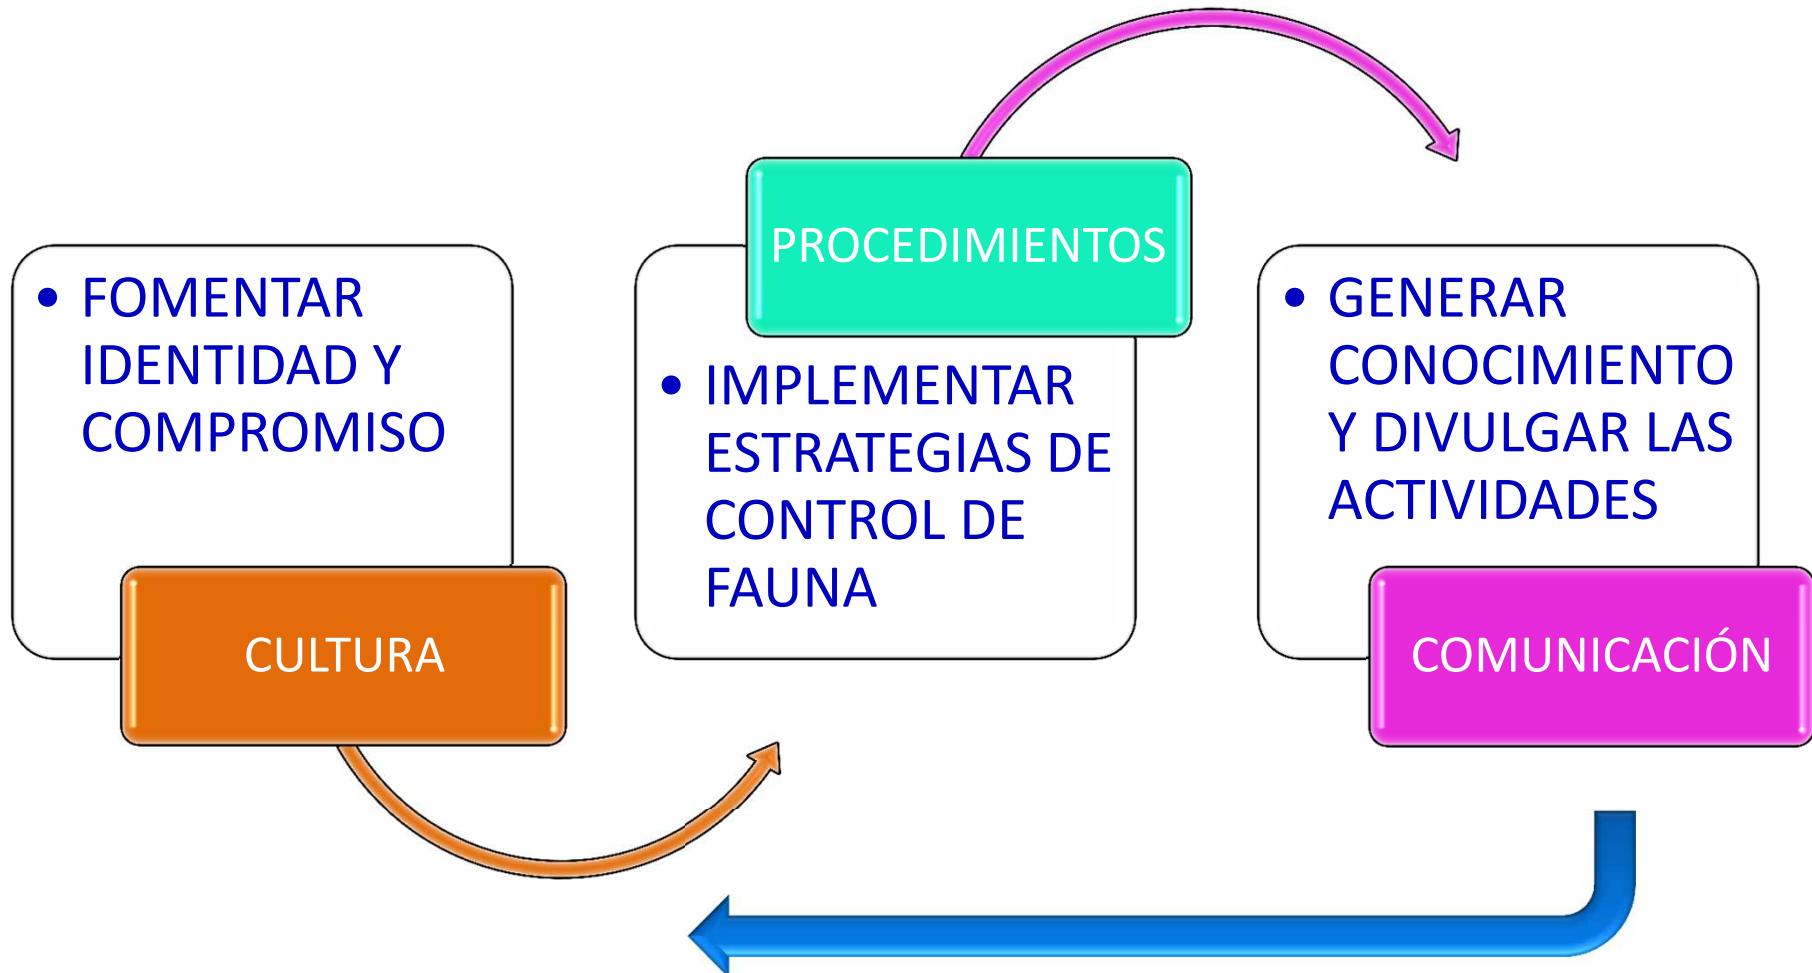 • FOMENTAR
IDENTIDAD Y
COMPROMISO
CULTURA
PROCEDIMIENTOS
• IMPLEMENTAR
ESTRATEGIAS DE
CONTROL DE
FAUNA
• GENERAR
CONOCIMIENTO
Y DIVULGAR LAS
ACTIVIDADES
COMUNICACIÓN